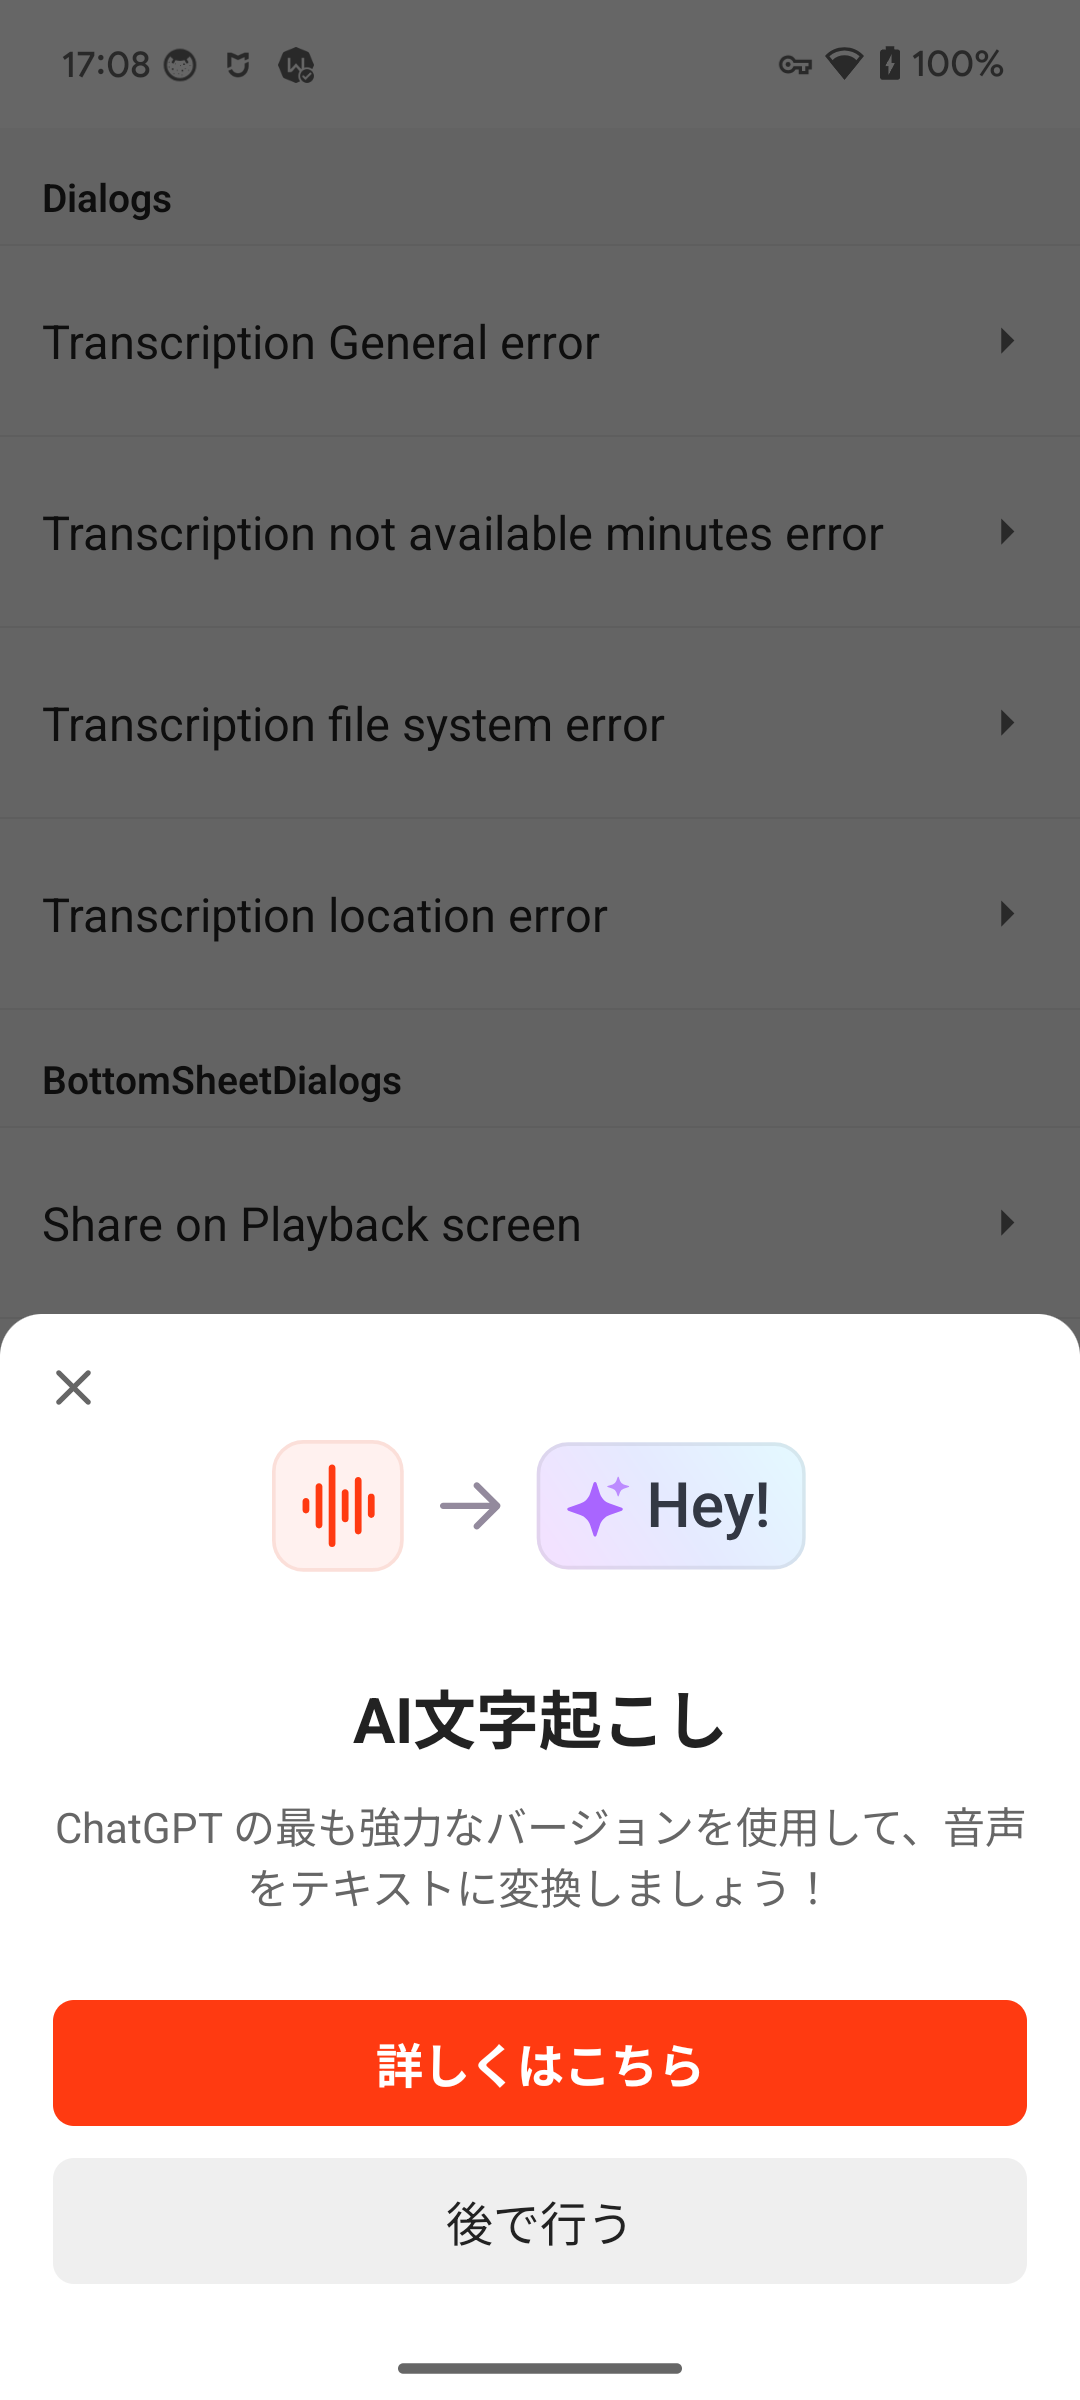 17:08
100%
Dialogs
Transcription General error
Transcription not available minutes error
Transcription file system error
Transcription location error
BottomSheetDialogs
Share on Playback screen
Hey!
AI文字起こし
ChatGPT の最も強力なバージョンを使用して、音声
をテキストに変換しましょう！
詳しくはこちら
後で行う